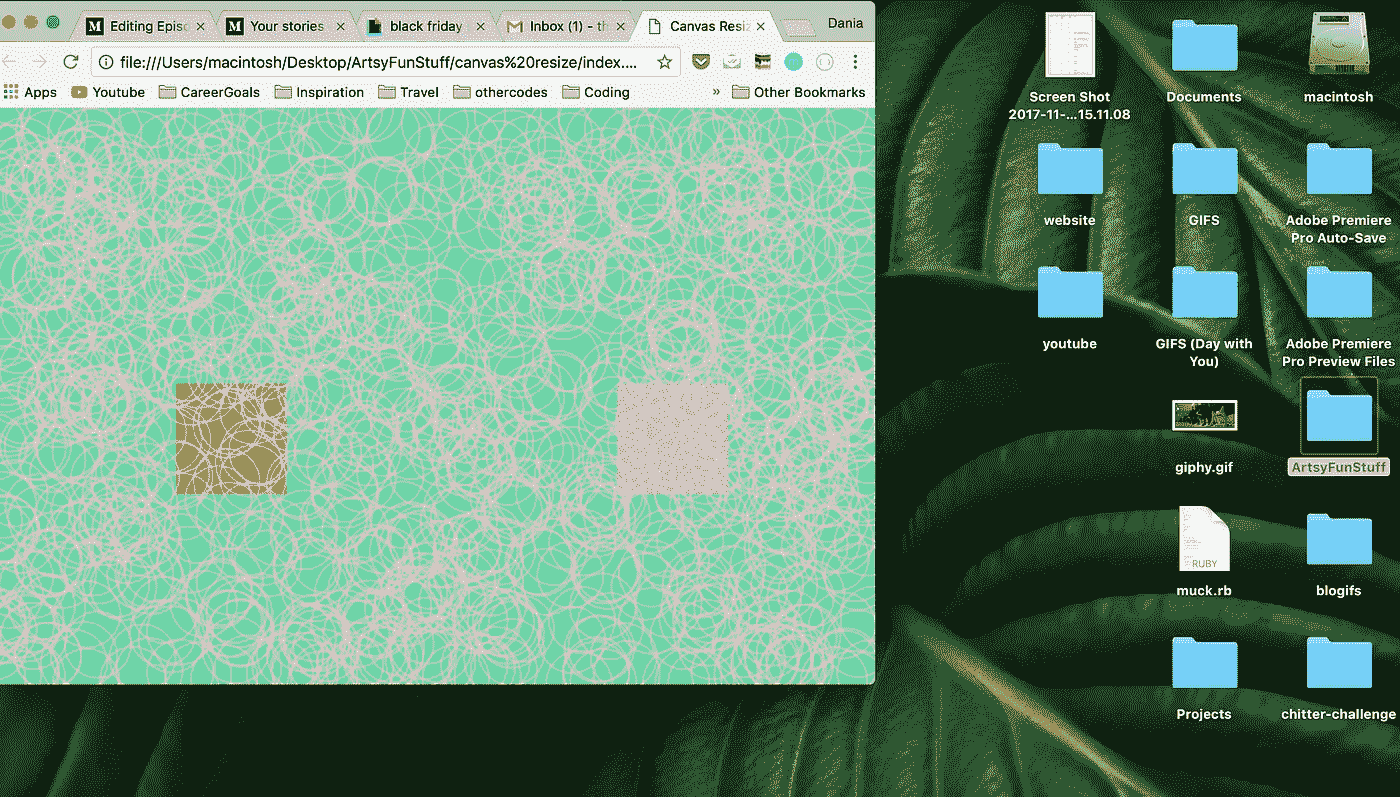 Editing Episo
Your stories
black friday
Inbox (1) - th
Canvas Resiz
Dania
file:///Users/macintosh/Desktop/ArtsyFunStuff/canvas%20resize/index....
Apps
Youtube
CareerGoals
Inspiration
Travel
othercodes
Coding
»
Other Bookmarks
Screen Shot
2017-11-...15.11.08
Documents
macintosh
website
GIFS
Adobe Premiere
Pro Auto-Save
youtube
GIFS (Day with
You)
Adobe Premiere
Pro Preview Files
giphy.gif
ArtsyFunStuff
RUBY
muck.rb
blogifs
Projects
chitter-challenge